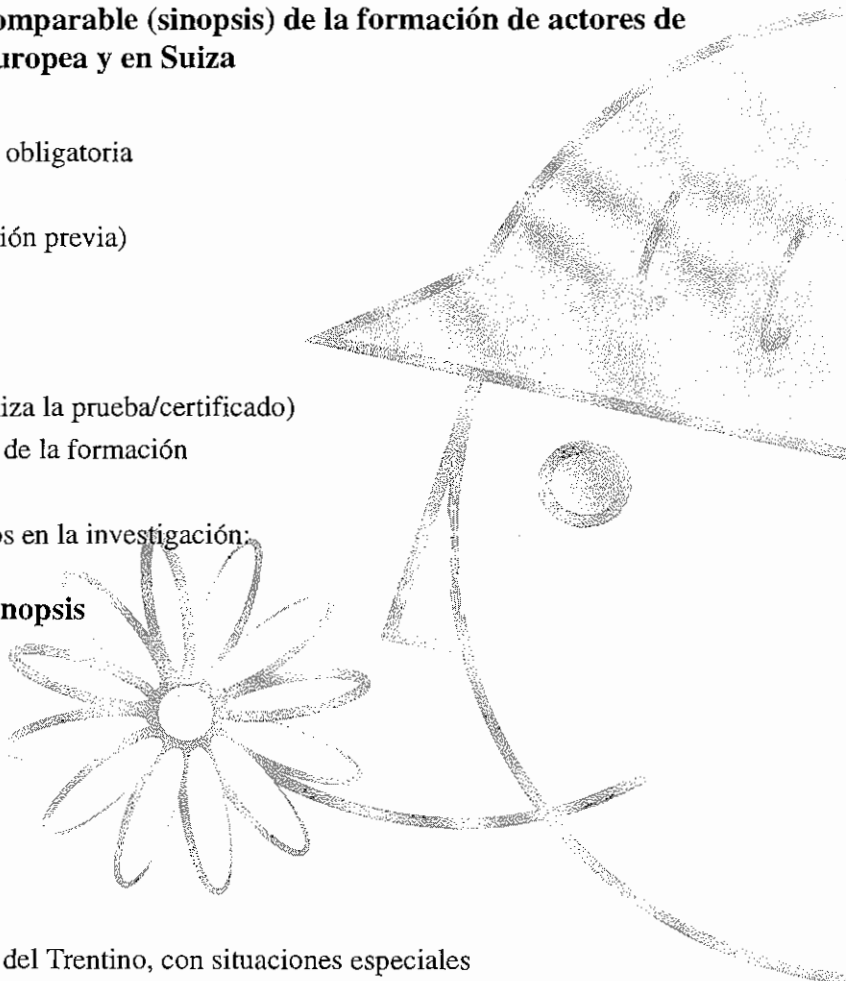 omparable (sinopsis) de la formación de actores de
uropea y en Suiza
obligatoria
ión previa)
iza la prueba/certificado)
de la formación
os en la investigación:
nopsis
del Trentino, con situaciones especiales